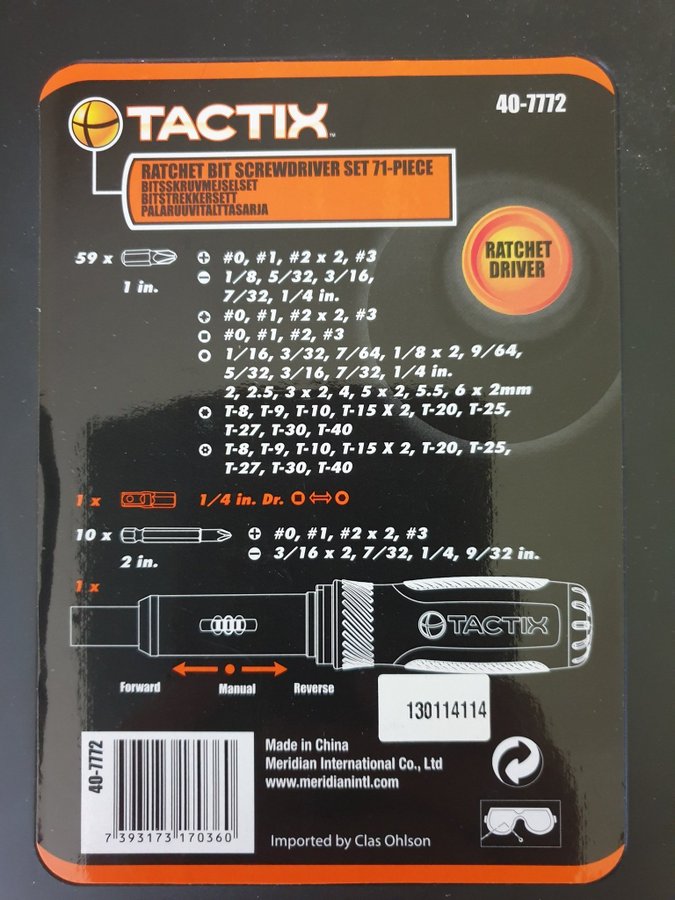 40-7772
TACTIX™
RATCHET BIT SCREWDRIVER SET 71-PIECE
BITSSKRUVMEJSELSET
BITSTREKKERSETT
PALARUUVITALTTASARJA
RATCHET
DRIVER
59 x
1 in.
#0, #1, #2 x 2, #3
1/8, 5/32, 3/16,
7/32, 1/4 in.
#0, #1, #2 x 2, #3
#0, #1, #2, #3
1/16, 3/32, 7/64, 1/8 x 2, 9/64,
5/32, 3/16, 7/32, 1/4 in.
2, 2.5, 3 x 2, 4, 5 x 2, 5.5, 6 x 2mm
T-8, T-9, T-10, T-15 X 2, T-20, T-25,
T-27, T-30, T-40
T-8, T-9, T-10, T-15 X 2, T-20, T-25,
T-27, T-30, T-40
1 x 1/4 in. Dr.
10 x #0, #1, #2 x 2, #3
2 in. 3/16 x 2, 7/32, 1/4, 9/32 in.
1 x
TACTIX
Forward Manual Reverse
130114114
40-7772
7 393173 170360
Made in China
Meridian International Co., Ltd
www.meridianintl.com
Imported by Clas Ohlson